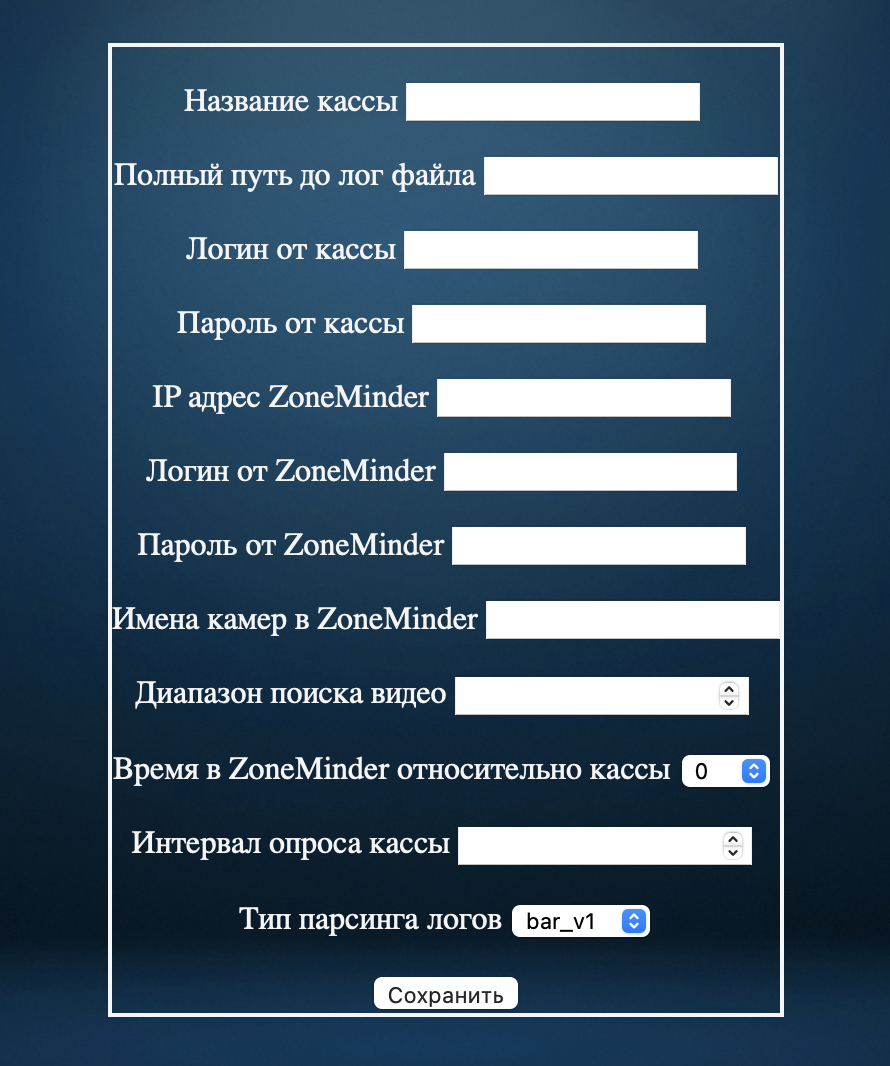 Название кассы
Полный путь до лог файла
Логин от кассы
Пароль от кассы
IP адрес ZoneMinder
Логин от ZoneMinder
Пароль от ZoneMinder
Имена камер в ZoneMinder
Диапазон поиска видео
Время в ZoneMinder относительно кассы 0
Интервал опроса кассы
Тип парсинга логов bar_v1
Сохранить